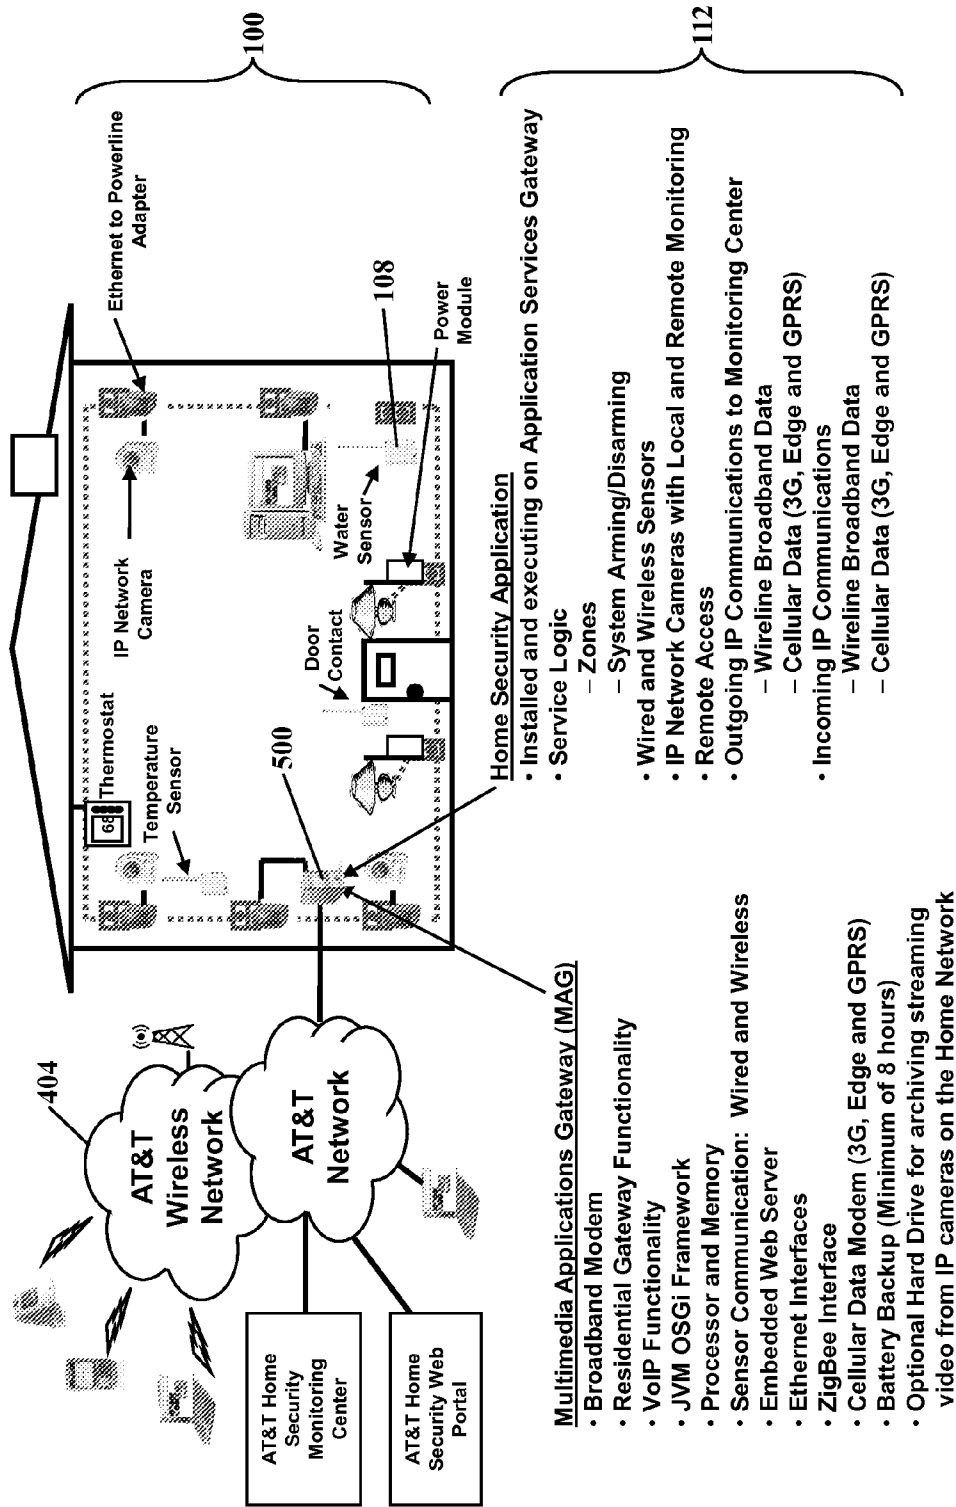 404
AT&T
Wireless
Network
AT&T
Network
AT&T Home
Security
Monitoring
Center
AT&T Home
Security Web
Portal
68
Thermostat
Temperature
Sensor
IP Network
Camera
Ethernet to Powerline
Adapter
100
500
Door
Contact
Water
Sensor
108
Power
Module
Multimedia Applications Gateway (MAG)
• Broadband Modem
• Residential Gateway Functionality
• VoIP Functionality
• JVM OSGi Framework
• Processor and Memory
• Sensor Communication: Wired and Wireless
• Embedded Web Server
• Ethernet Interfaces
• ZigBee Interface
• Cellular Data Modem (3G, Edge and GPRS)
• Battery Backup (Minimum of 8 hours)
• Optional Hard Drive for archiving streaming
video from IP cameras on the Home Network
Home Security Application
• Installed and executing on Application Services Gateway
• Service Logic
– Zones
– System Arming/Disarming
• Wired and Wireless Sensors
• IP Network Cameras with Local and Remote Monitoring
• Remote Access
• Outgoing IP Communications to Monitoring Center
– Wireline Broadband Data
– Cellular Data (3G, Edge and GPRS)
• Incoming IP Communications
– Wireline Broadband Data
– Cellular Data (3G, Edge and GPRS)
112